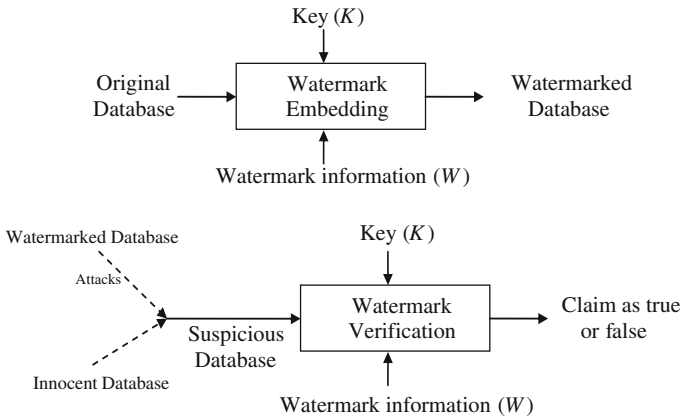 Key (K)
Original
Database
Watermark
Embedding
Watermarked
Database
Watermark information (W)
Watermarked Database
Attacks
Key (K)
Suspicious
Database
Watermark
Verification
Claim as true
or false
Innocent Database
Watermark information (W)